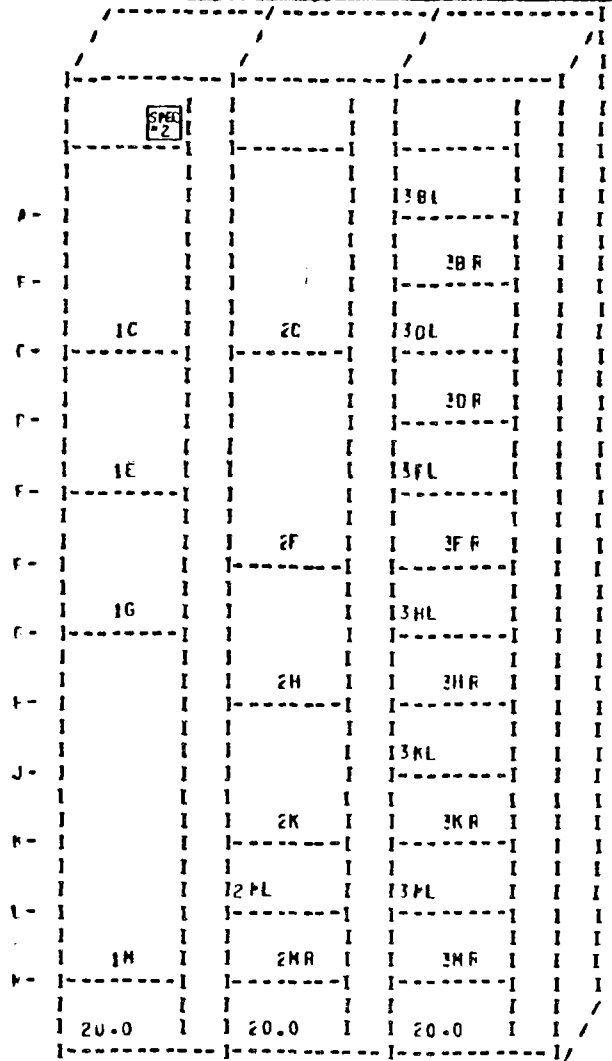 SPEC
#2
3BL
A-
3BR
B-
1C 2C 3DL
C-
3DR
D-
1E 3FL
E-
2F 3FR
F-
1G 3HL
G-
2H 3HR
H-
3KL
J-
2K 3KR
K-
2ML 3ML
L-
1M 2MR 3MR
M-
20.0 20.0 20.0